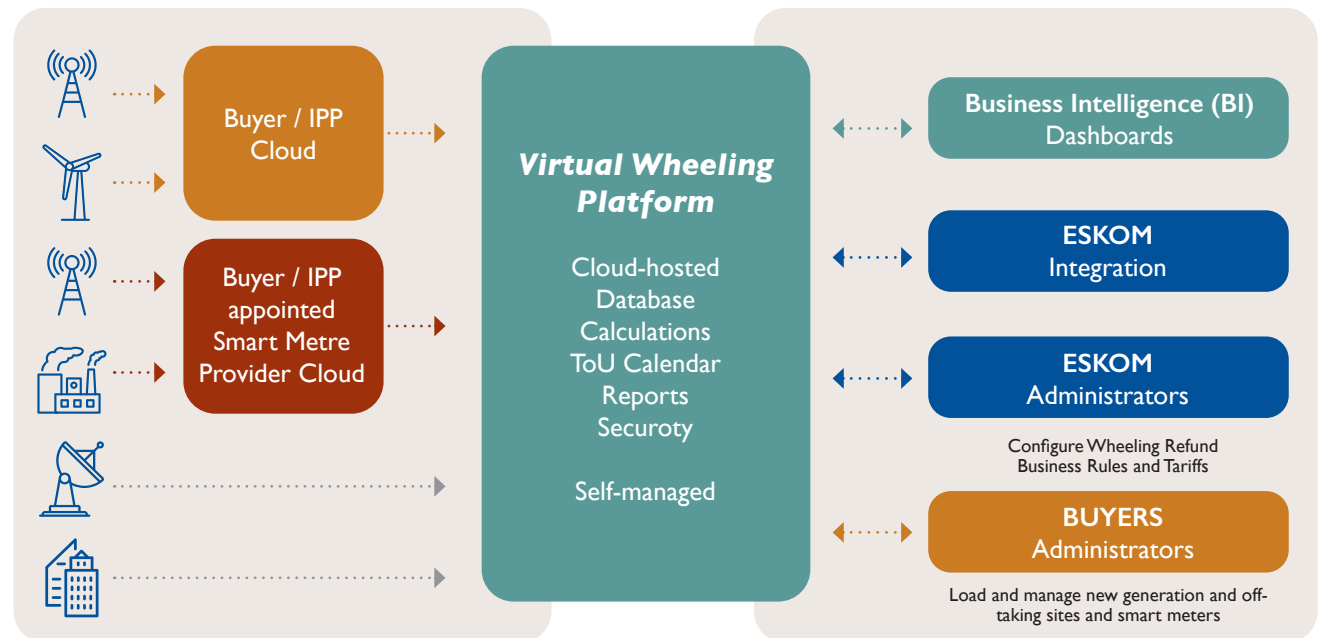 Buyer / IPP
Cloud
Buyer / IPP
appointed
Smart Metre
Provider Cloud
Virtual Wheeling
Platform
Cloud-hosted
Database
Calculations
ToU Calendar
Reports
Securoty
Self-managed
Business Intelligence (BI)
Dashboards
ESKOM
Integration
ESKOM
Administrators
Configure Wheeling Refund
Business Rules and Tariffs
BUYERS
Administrators
Load and manage new generation and off-
taking sites and smart meters